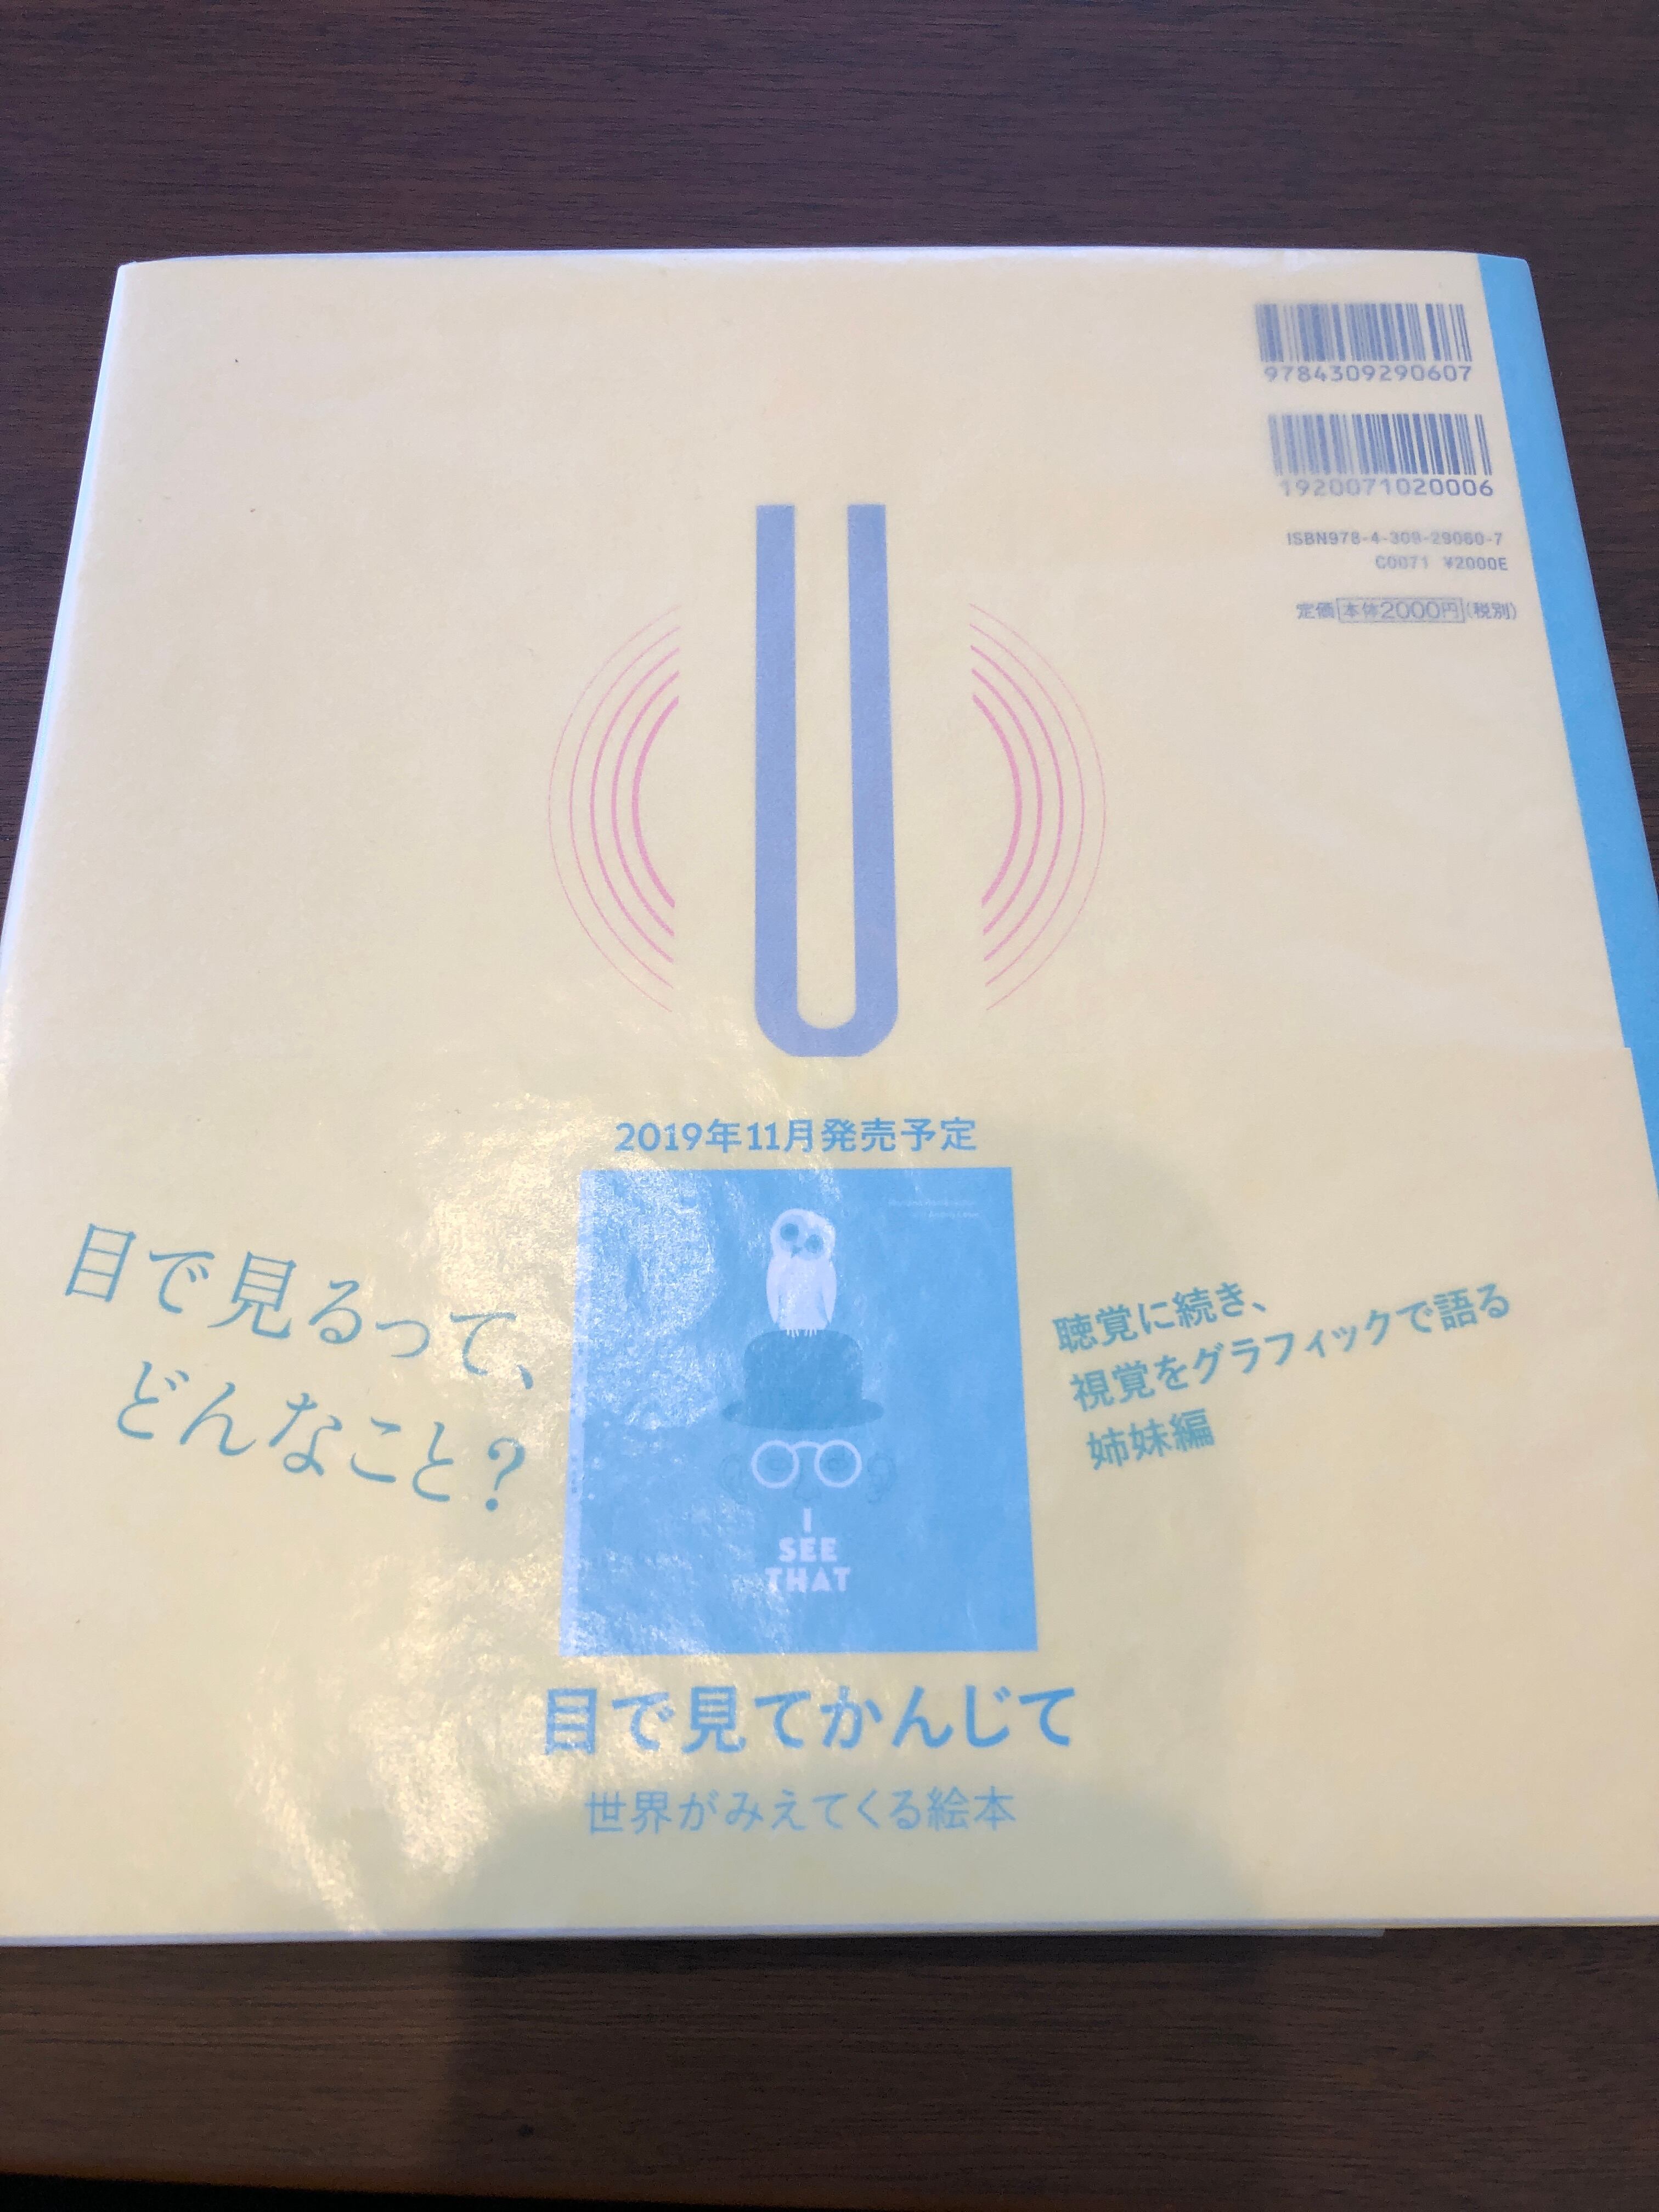 9784309290607
1920071020006
ISBN978-4-309-29060-7
C0071 ¥2000E
定価 本体2000円(税別)
2019年11月発売予定
目で見るって、
どんなこと?
I
SEE
THAT
聴覚に続き、
視覚をグラフィックで語る
姉妹編
目で見てかんじて
世界がみえてくる絵本